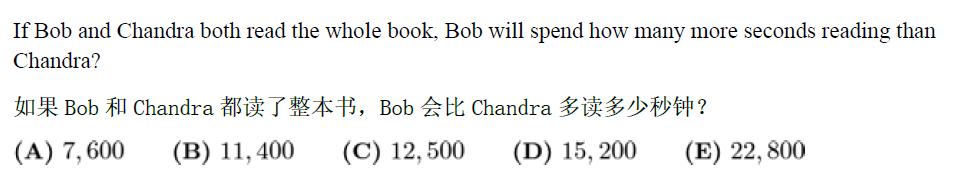 If Bob and Chandra both read the whole book, Bob will spend how many more seconds reading than
Chandra?
如果 Bob 和 Chandra 都读了整本书，Bob 会比 Chandra 多读多少秒钟？
(A) 7,600 (B) 11,400 (C) 12,500 (D) 15,200 (E) 22,800